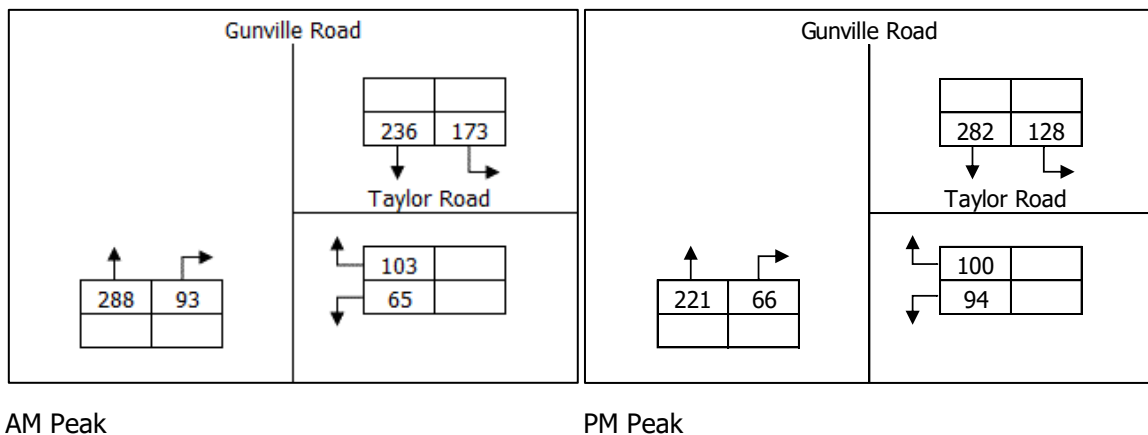 Gunville Road
236 173
Taylor Road
103
288 93
65
AM Peak
Gunville Road
282 128
Taylor Road
100
221 66
94
PM Peak